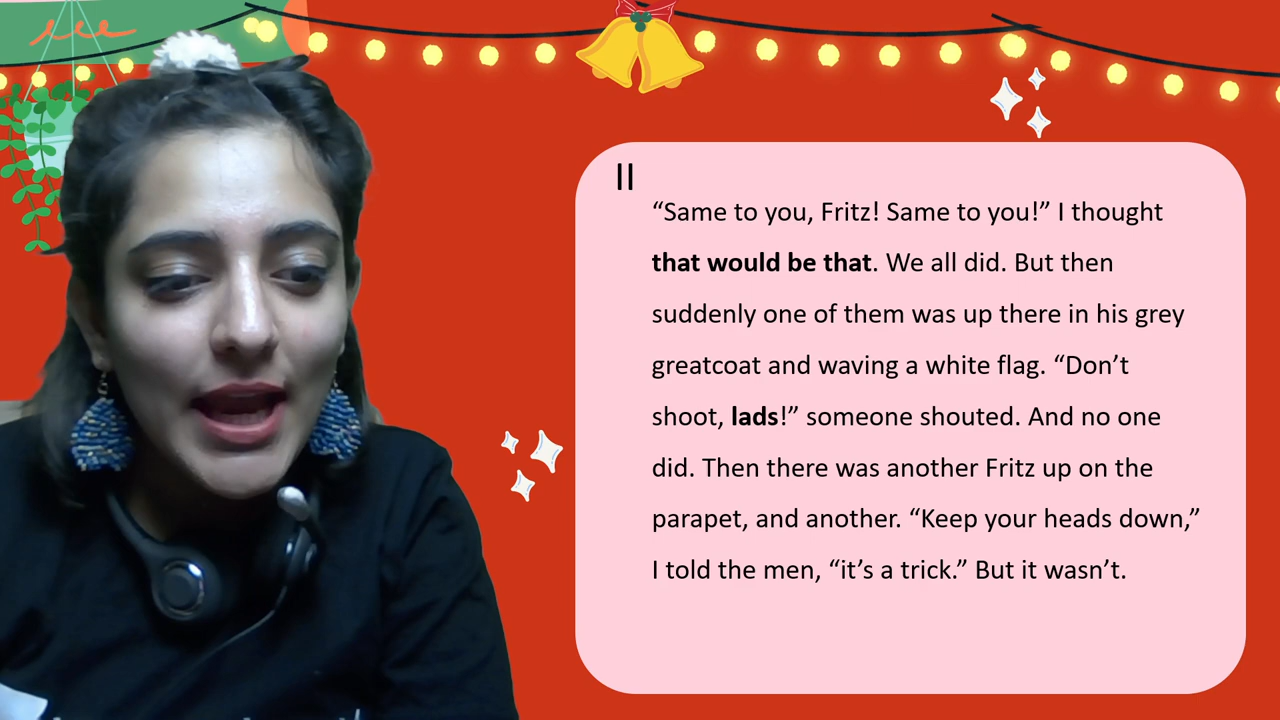 II
“Same to you, Fritz! Same to you!” I thought
that would be that. We all did. But then
suddenly one of them was up there in his grey
greatcoat and waving a white flag. “Don’t
shoot, lads!” someone shouted. And no one
did. Then there was another Fritz up on the
parapet, and another. “Keep your heads down,”
I told the men, “it’s a trick.” But it wasn’t.